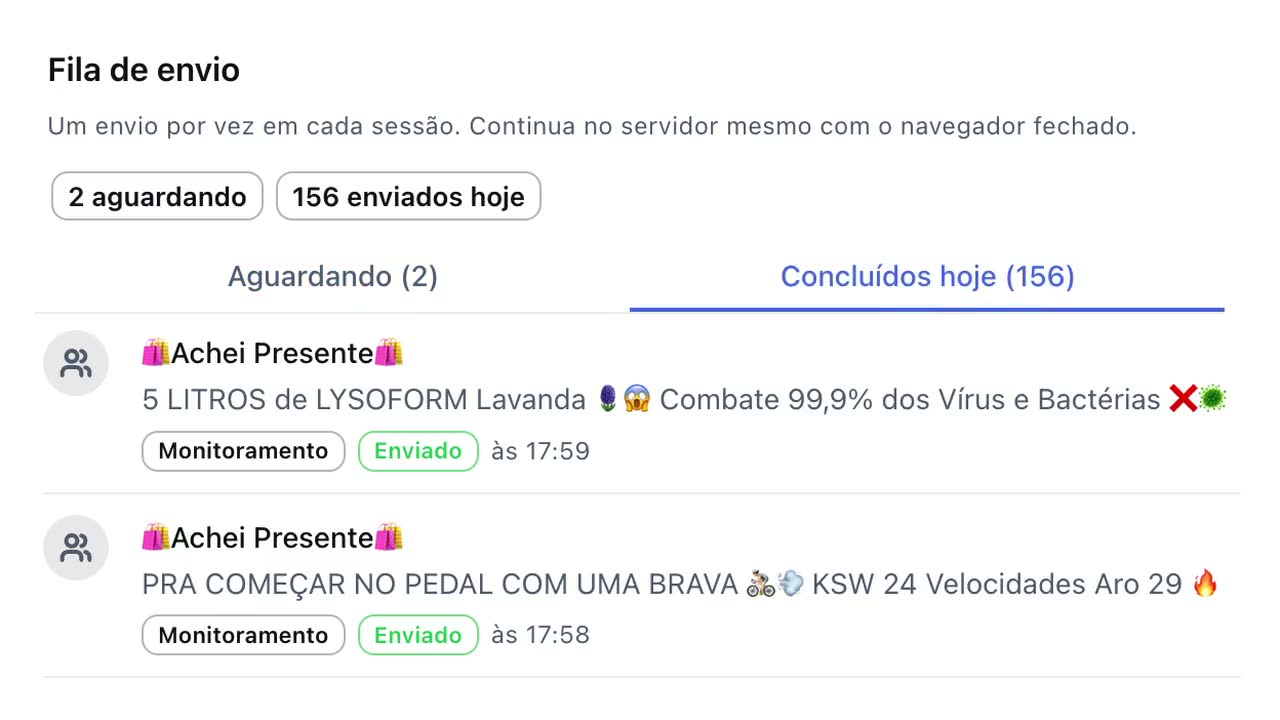 Fila de envio
Um envio por vez em cada sessão. Continua no servidor mesmo com o navegador fechado.
2 aguardando 156 enviados hoje
Aguardando (2) Concluídos hoje (156)
🛍️Achei Presente🛍️
5 LITROS de LYSOFORM Lavanda 🪻😱 Combate 99,9% dos Vírus e Bactérias ❌🦠
Monitoramento Enviado às 17:59
🛍️Achei Presente🛍️
PRA COMEÇAR NO PEDAL COM UMA BRAVA 🚴🏻💨 KSW 24 Velocidades Aro 29 🔥
Monitoramento Enviado às 17:58